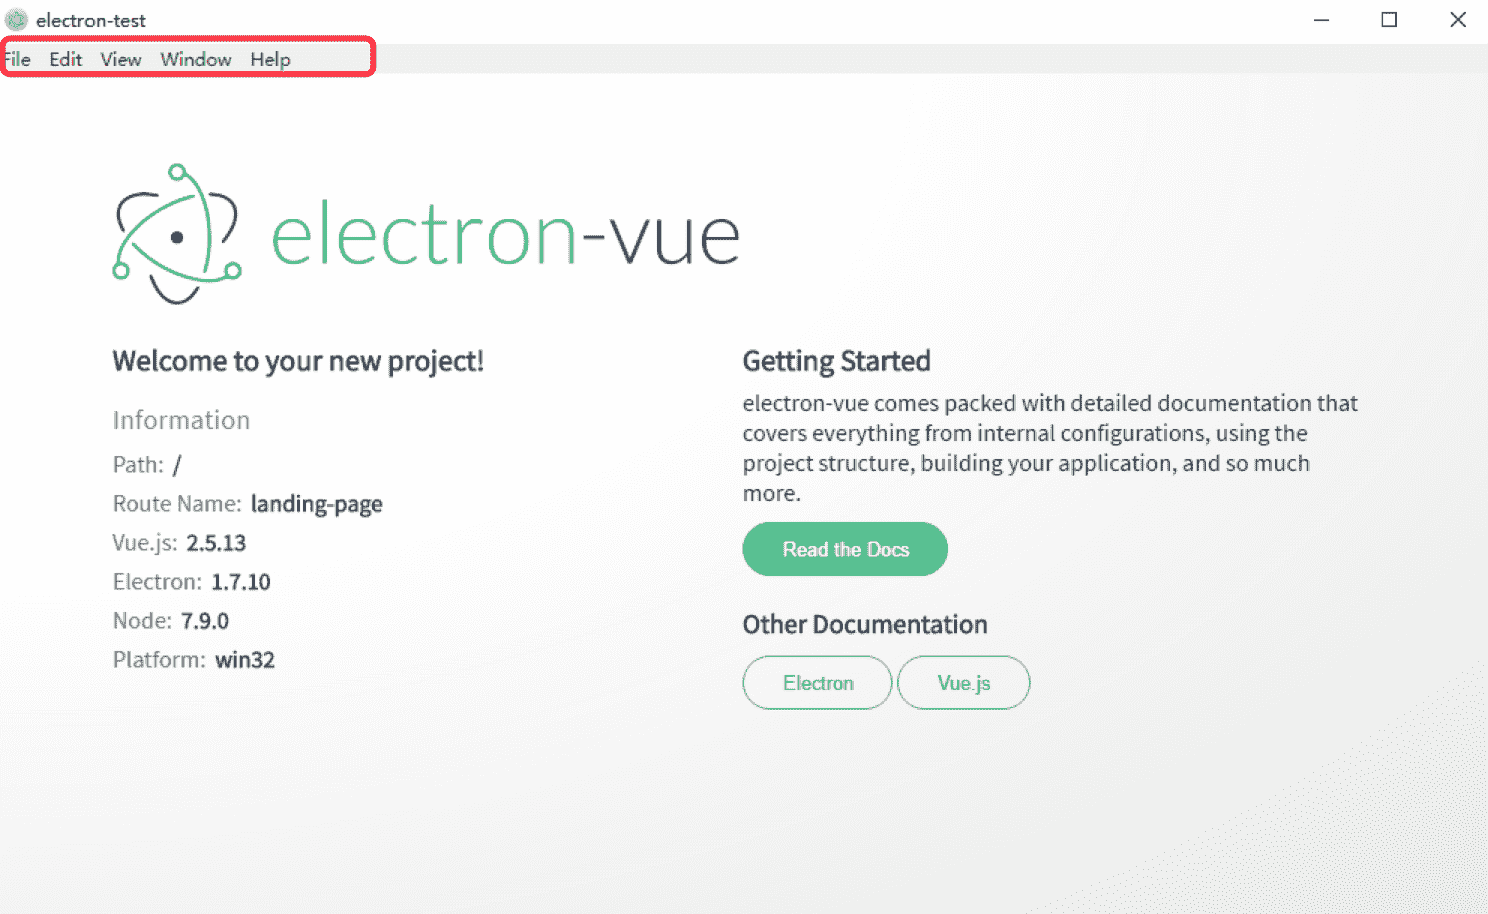 electron-test
File Edit View Window Help
electron-vue
Welcome to your new project!
Information
Path: /
Route Name: landing-page
Vue.js: 2.5.13
Electron: 1.7.10
Node: 7.9.0
Platform: win32
Getting Started
electron-vue comes packed with detailed documentation that
covers everything from internal configurations, using the
project structure, building your application, and so much
more.
Read the Docs
Other Documentation
Electron Vue.js